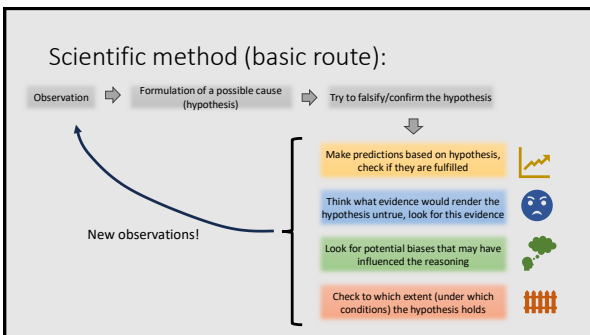 Scientific method (basic route):
Observation
Formulation of a possible cause
(hypothesis)
Try to falsify/confirm the hypothesis
Make predictions based on hypothesis,
check if they are fulfilled
Think what evidence would render the
hypothesis untrue, look for this evidence
New observations!
Look for potential biases that may have
influenced the reasoning
Check to which extent (under which
conditions) the hypothesis holds